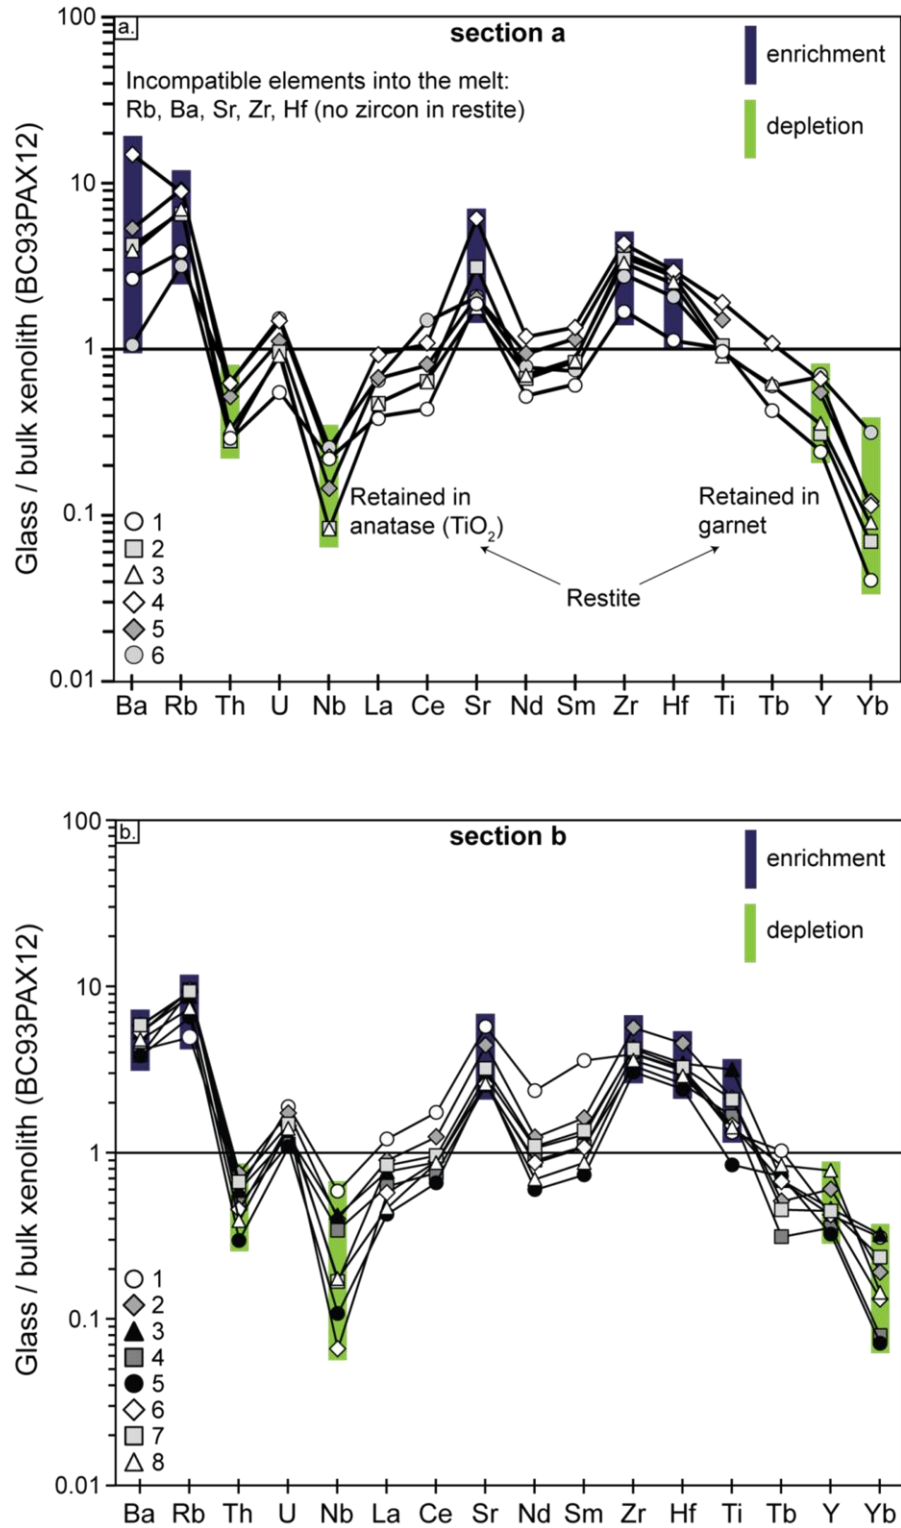 a.
section a
Incompatible elements into the melt:
Rb, Ba, Sr, Zr, Hf (no zircon in restite)
enrichment
depletion
Glass / bulk xenolith (BC93PAX12)
100
10
1
0.1
0.01
Retained in
anatase (TiO₂)
Retained in
garnet
Restite
1
2
3
4
5
6
Ba Rb Th U Nb La Ce Sr Nd Sm Zr Hf Ti Tb Y Yb
b.
section b
enrichment
depletion
Glass / bulk xenolith (BC93PAX12)
100
10
1
0.1
0.01
1
2
3
4
5
6
7
8
Ba Rb Th U Nb La Ce Sr Nd Sm Zr Hf Ti Tb Y Yb